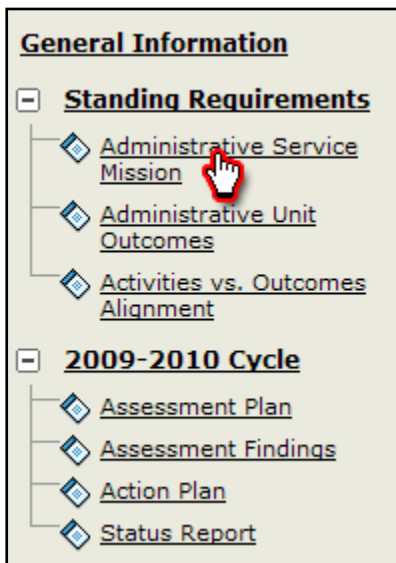 General Information
Standing Requirements
Administrative Service
Mission
Administrative Unit
Outcomes
Activities vs. Outcomes
Alignment
2009-2010 Cycle
Assessment Plan
Assessment Findings
Action Plan
Status Report